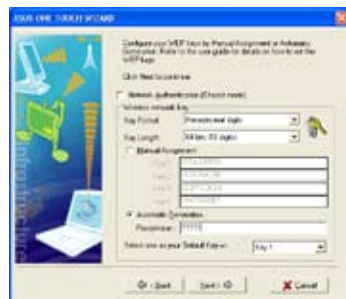 ASUS ONE TOUCH WIZARD
Configure your WEP keys by Manual Assignment or Automatic
Generation. Refer to the user guide for details on how to set the
WEP keys.
Click Next to continue.
Network Authentication (Shared mode)
Wireless network key
Key Format: Hexadecimal digits
Key Length: 64 bits (10 digits)
Manual Assignment
Automatic Generation
Passphrase: 11111
Select one as your Default Key => Key 1
< Back
Next >
Cancel
Infrastructure